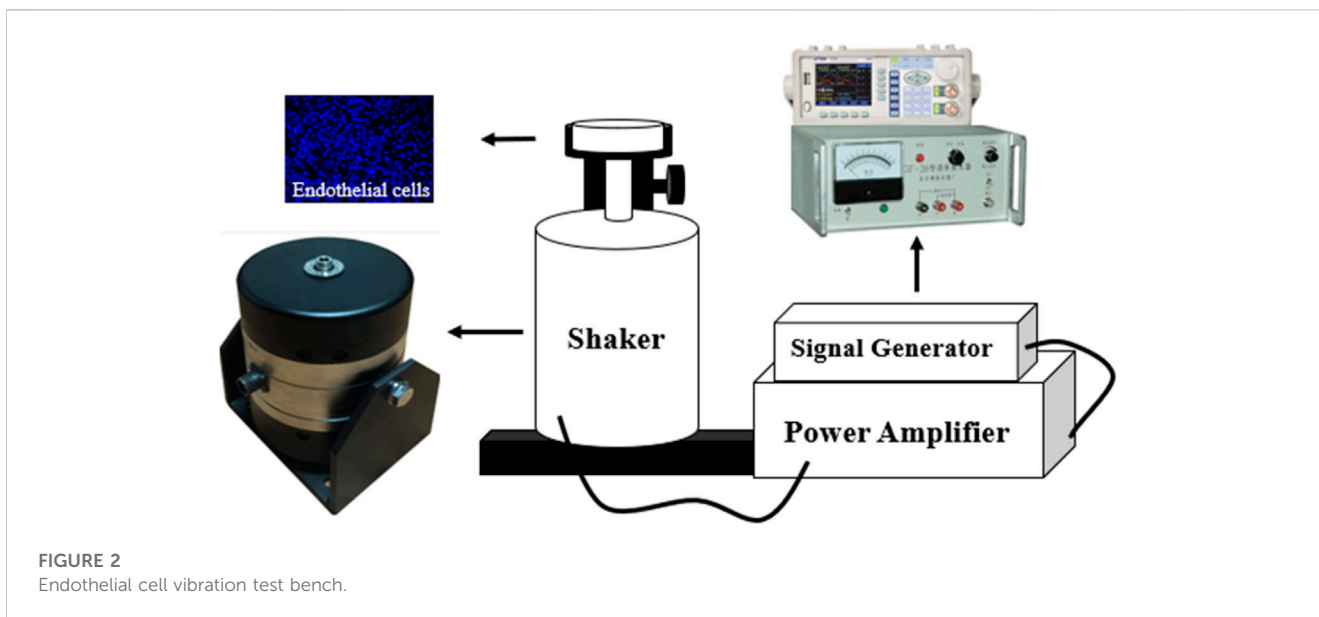 Endothelial cells
Shaker
Signal Generator
Power Amplifier
FIGURE 2
Endothelial cell vibration test bench.